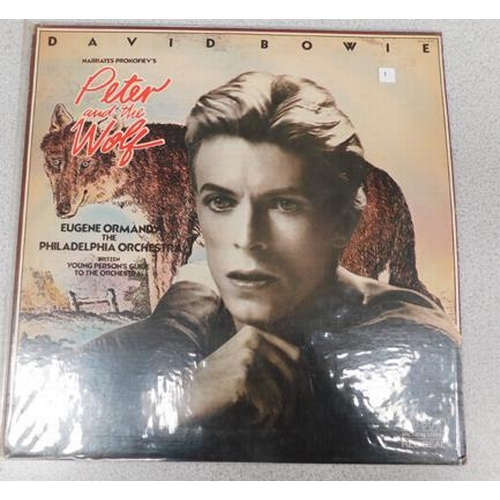 DAVID BOWIE
NARRATES PROKOFIEV'S
Peter
and the
Wolf
EUGENE ORMANDY
THE
PHILADELPHIA ORCHESTRA
BRITTEN
YOUNG PERSON'S GUIDE
TO THE ORCHESTRA
1